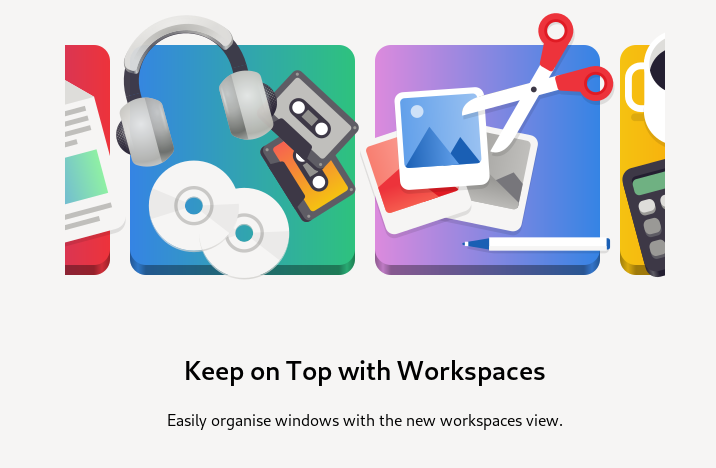 Keep on Top with Workspaces
Easily organise windows with the new workspaces view.